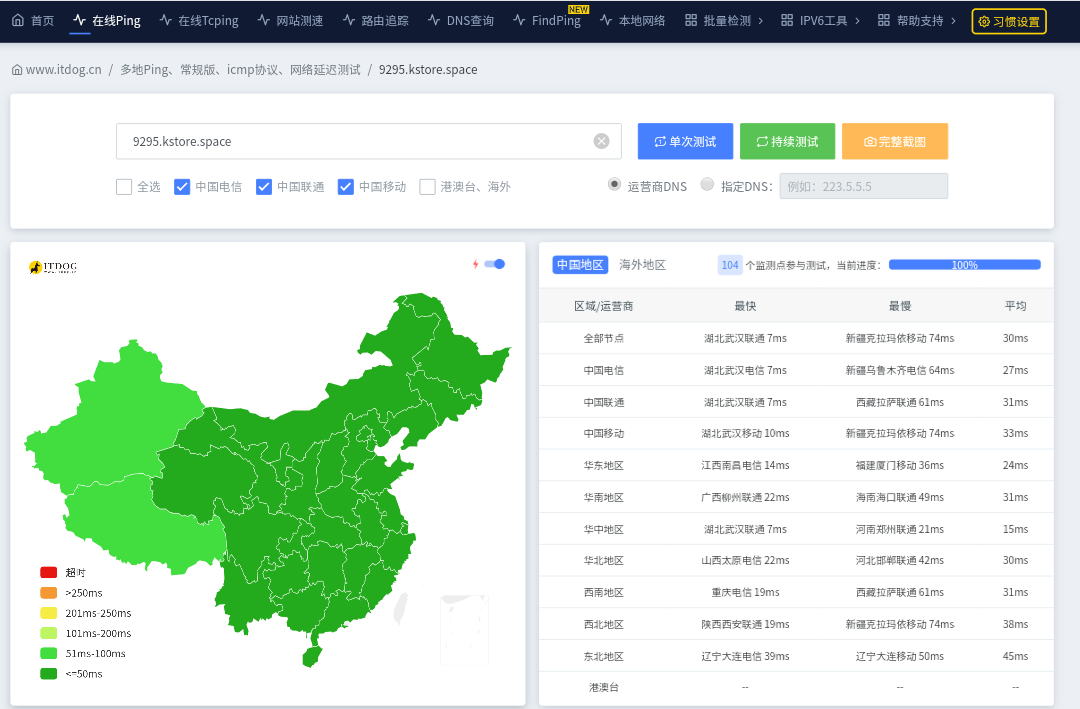 首页 在线Ping 在线Tcping 网站测速 路由追踪 DNS查询 FindPing NEW 本地网络 批量检测 IPV6工具 帮助支持 习惯设置
www.itdog.cn / 多地Ping、常规版、icmp协议、网络延迟测试 / 9295.kstore.space
9295.kstore.space 单次测试 持续测试 完整截图
全选 中国电信 中国联通 中国移动 港澳台、海外 运营商DNS 指定DNS: 例如：223.5.5.5
ITDOG
超时
>250ms
201ms-250ms
101ms-200ms
51ms-100ms
<=50ms
中国地区 海外地区 104 个监测点参与测试，当前进度： 100%
区域/运营商 最快 最慢 平均
全部节点 湖北武汉联通 7ms 新疆克拉玛依移动 74ms 30ms
中国电信 湖北武汉电信 7ms 新疆乌鲁木齐电信 64ms 27ms
中国联通 湖北武汉联通 7ms 西藏拉萨联通 61ms 31ms
中国移动 湖北武汉移动 10ms 新疆克拉玛依移动 74ms 33ms
华东地区 江西南昌电信 14ms 福建厦门移动 36ms 24ms
华南地区 广西柳州联通 22ms 海南海口联通 49ms 31ms
华中地区 湖北武汉联通 7ms 河南郑州联通 21ms 15ms
华北地区 山西太原电信 22ms 河北邯郸联通 42ms 30ms
西南地区 重庆电信 19ms 西藏拉萨联通 61ms 31ms
西北地区 陕西西安联通 19ms 新疆克拉玛依移动 74ms 38ms
东北地区 辽宁大连电信 39ms 辽宁大连移动 50ms 45ms
港澳台 -- -- --